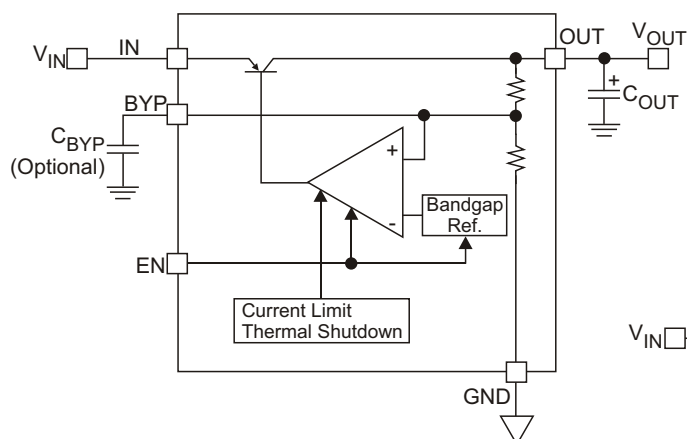 V_IN
IN
OUT
V_OUT
BYP
+
C_OUT
C_BYP
(Optional)
+
-
Bandgap
Ref.
EN
Current Limit
Thermal Shutdown
V_IN
GND